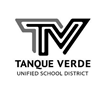 TV
TANQUE VERDE
UNIFIED SCHOOL DISTRICT